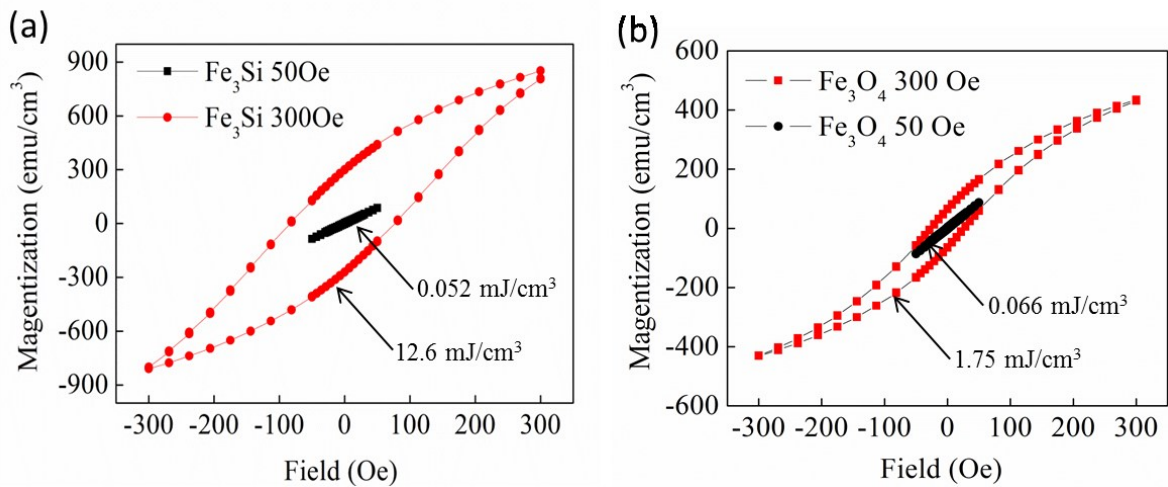 (a)
Magentization (emu/cm³)
900
600
300
0
-300
-600
-900
Fe₃Si 50Oe
Fe₃Si 300Oe
0.052 mJ/cm³
12.6 mJ/cm³
-300 -200 -100 0 100 200 300
Field (Oe)
(b)
Magentization (emu/cm³)
600
400
200
0
-200
-400
-600
Fe₃O₄ 300 Oe
Fe₃O₄ 50 Oe
0.066 mJ/cm³
1.75 mJ/cm³
-300 -200 -100 0 100 200 300
Field (Oe)